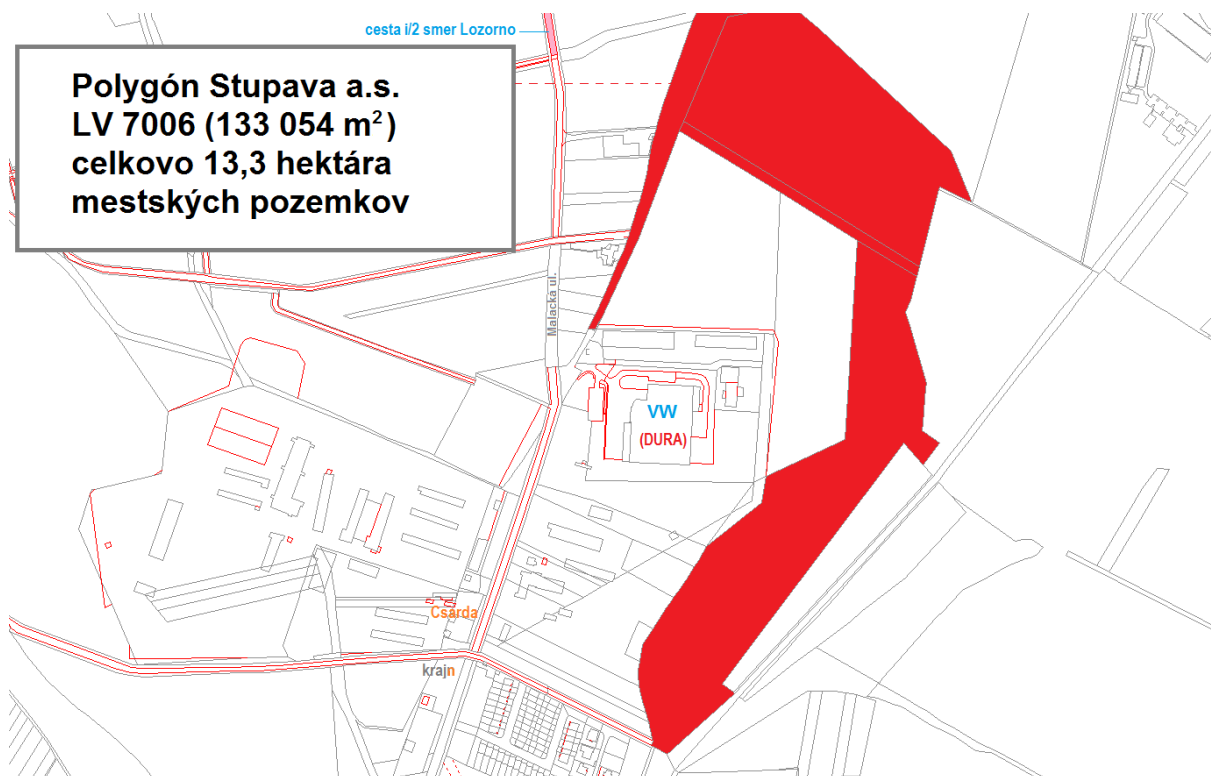 cesta i/2 smer Lozorno
Polygón Stupava a.s.
LV 7006 (133 054 m²)
celkovo 13,3 hektára
mestských pozemkov
Malacká ul.
VW
(DURA)
Csárda
krajn